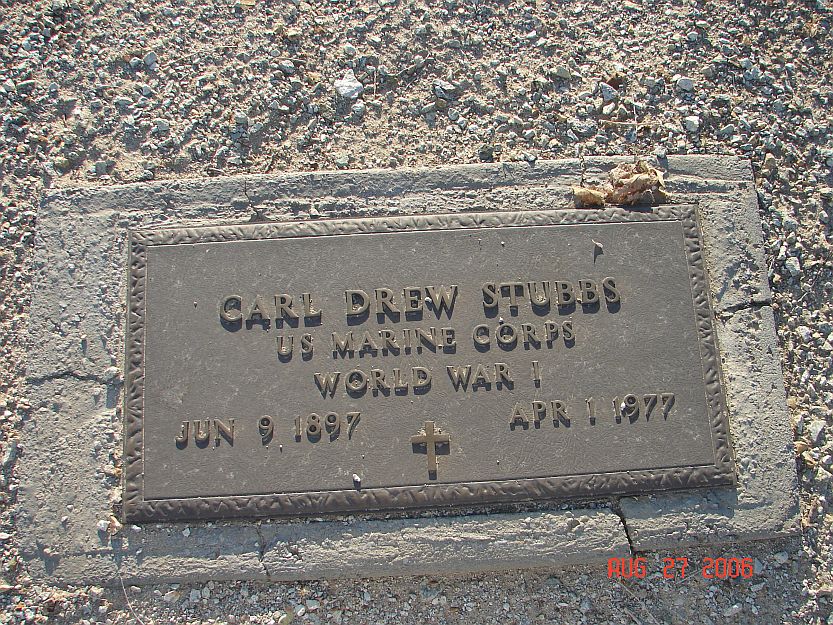 CARL DREW STUBBS
US MARINE CORPS
WORLD WAR I
JUN 9 1897 APR 1 1977
AUG 27 2006